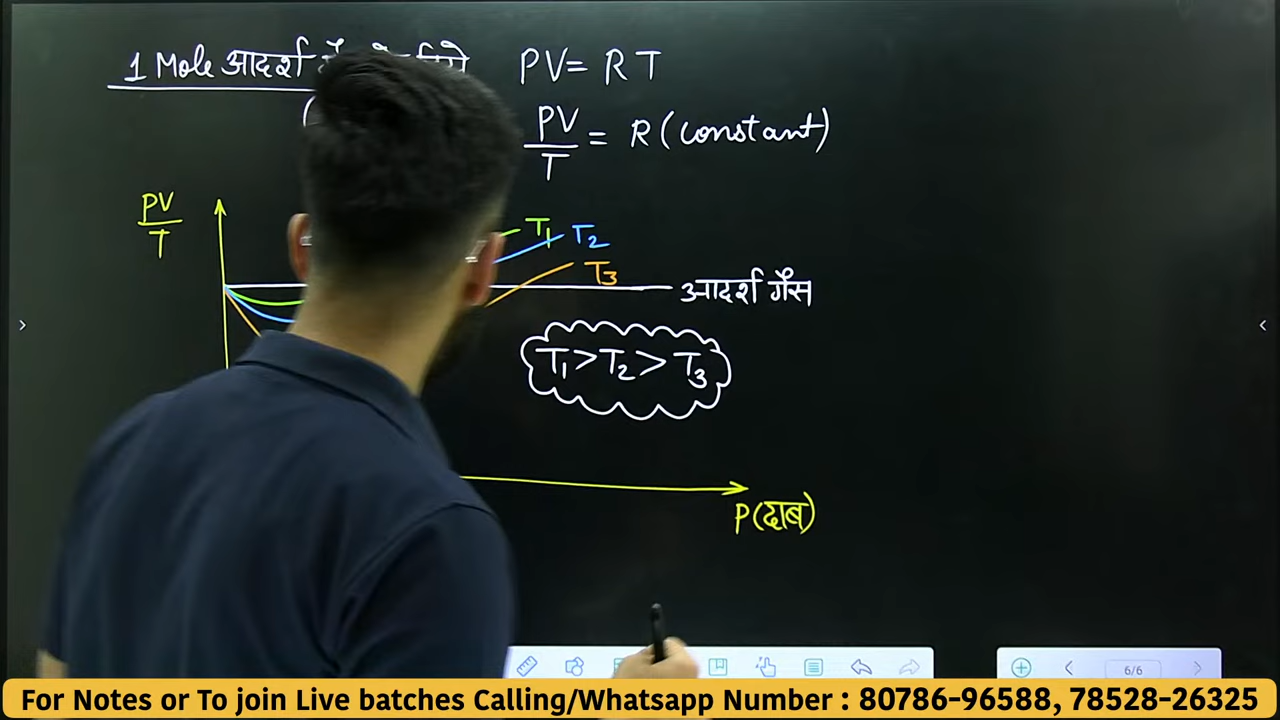 1 Mole आदर्श
PV = RT
PV/T = R (constant)
PV/T
T1
T2
T3
आदर्श गैस
T1 > T2 > T3
P(दाब)
6/6
For Notes or To join Live batches Calling/Whatsapp Number : 80786-96588, 78528-26325